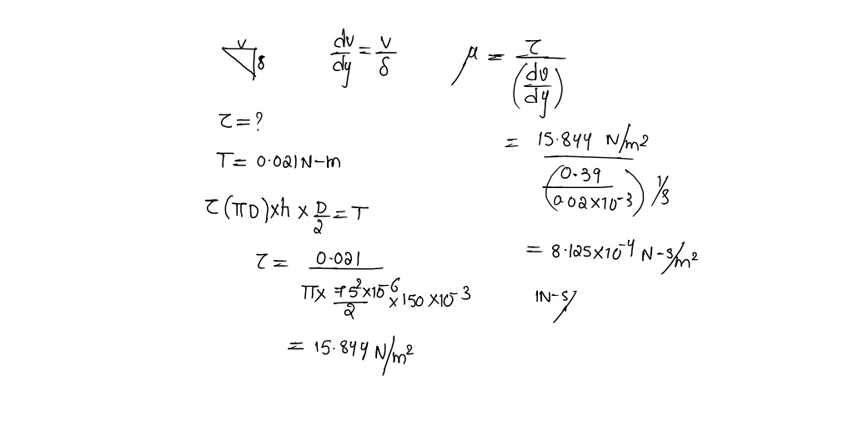 V
δ
dv/dy = v/δ
τ = ?
T = 0.021 N-m
τ(πD) × h × D/2 = T
τ = 0.021 / (π × 75²/2 × 10⁻⁶ × 150 × 10⁻³)
= 15.844 N/m²
μ = τ / (dv/dy)
= 15.844 N/m² / (0.39 / 0.02×10⁻³) 1/s
= 8.125×10⁻⁴ N-s/m²
1N-s/